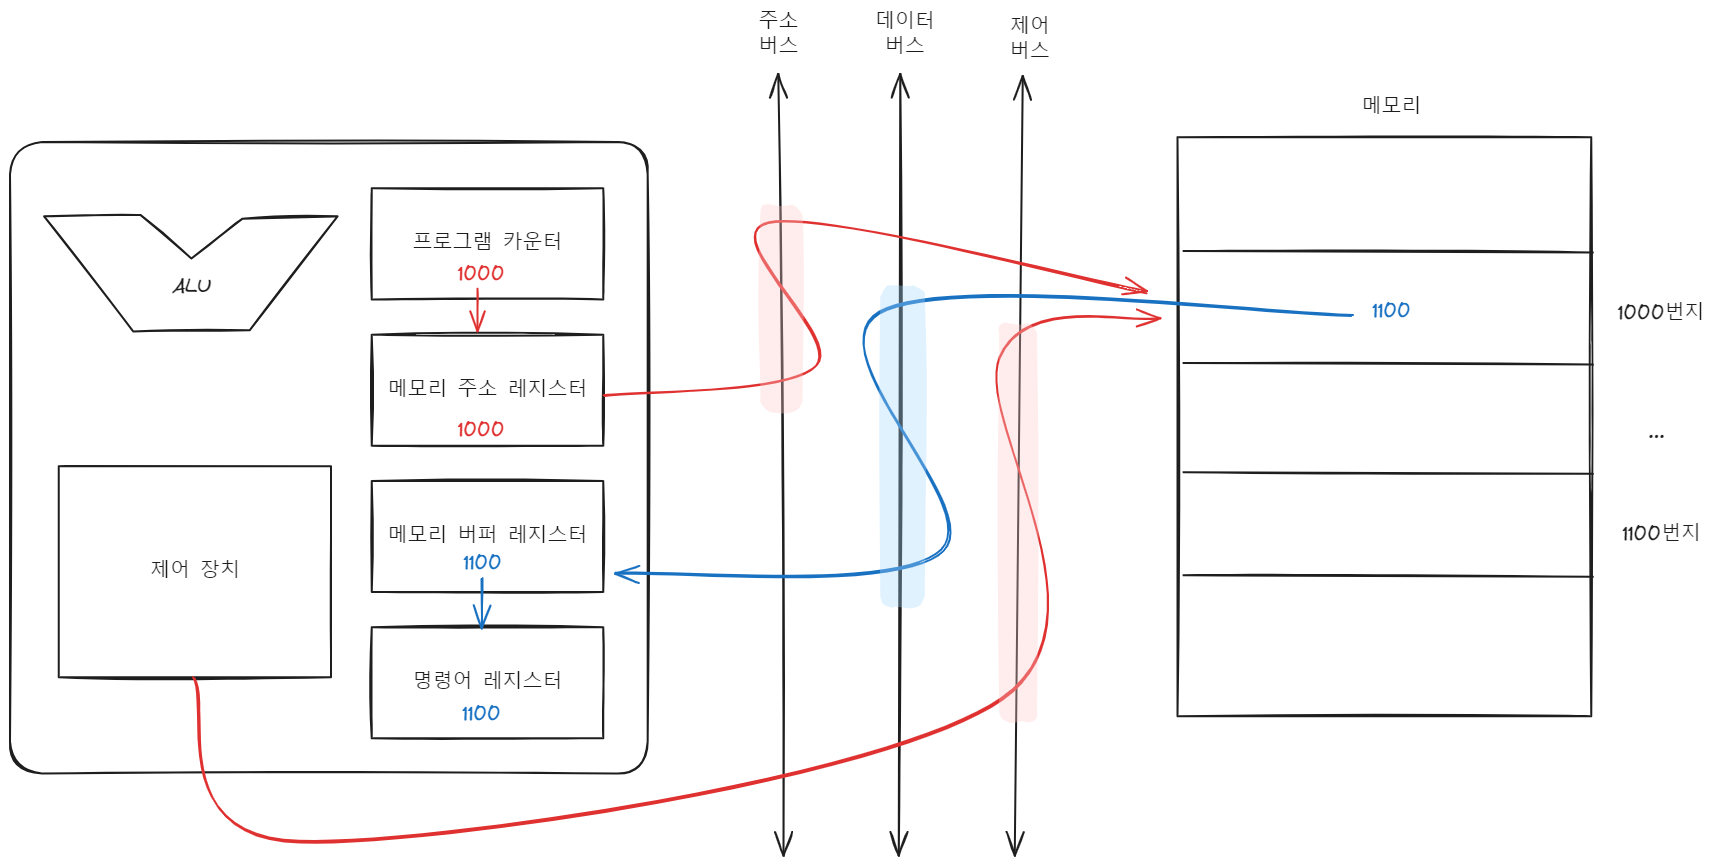 주소
버스
데이터
버스
제어
버스
메모리
ALU
프로그램 카운터
1000
메모리 주소 레지스터
1000
메모리 버퍼 레지스터
1100
명령어 레지스터
1100
제어 장치
1100
1000번지
...
1100번지